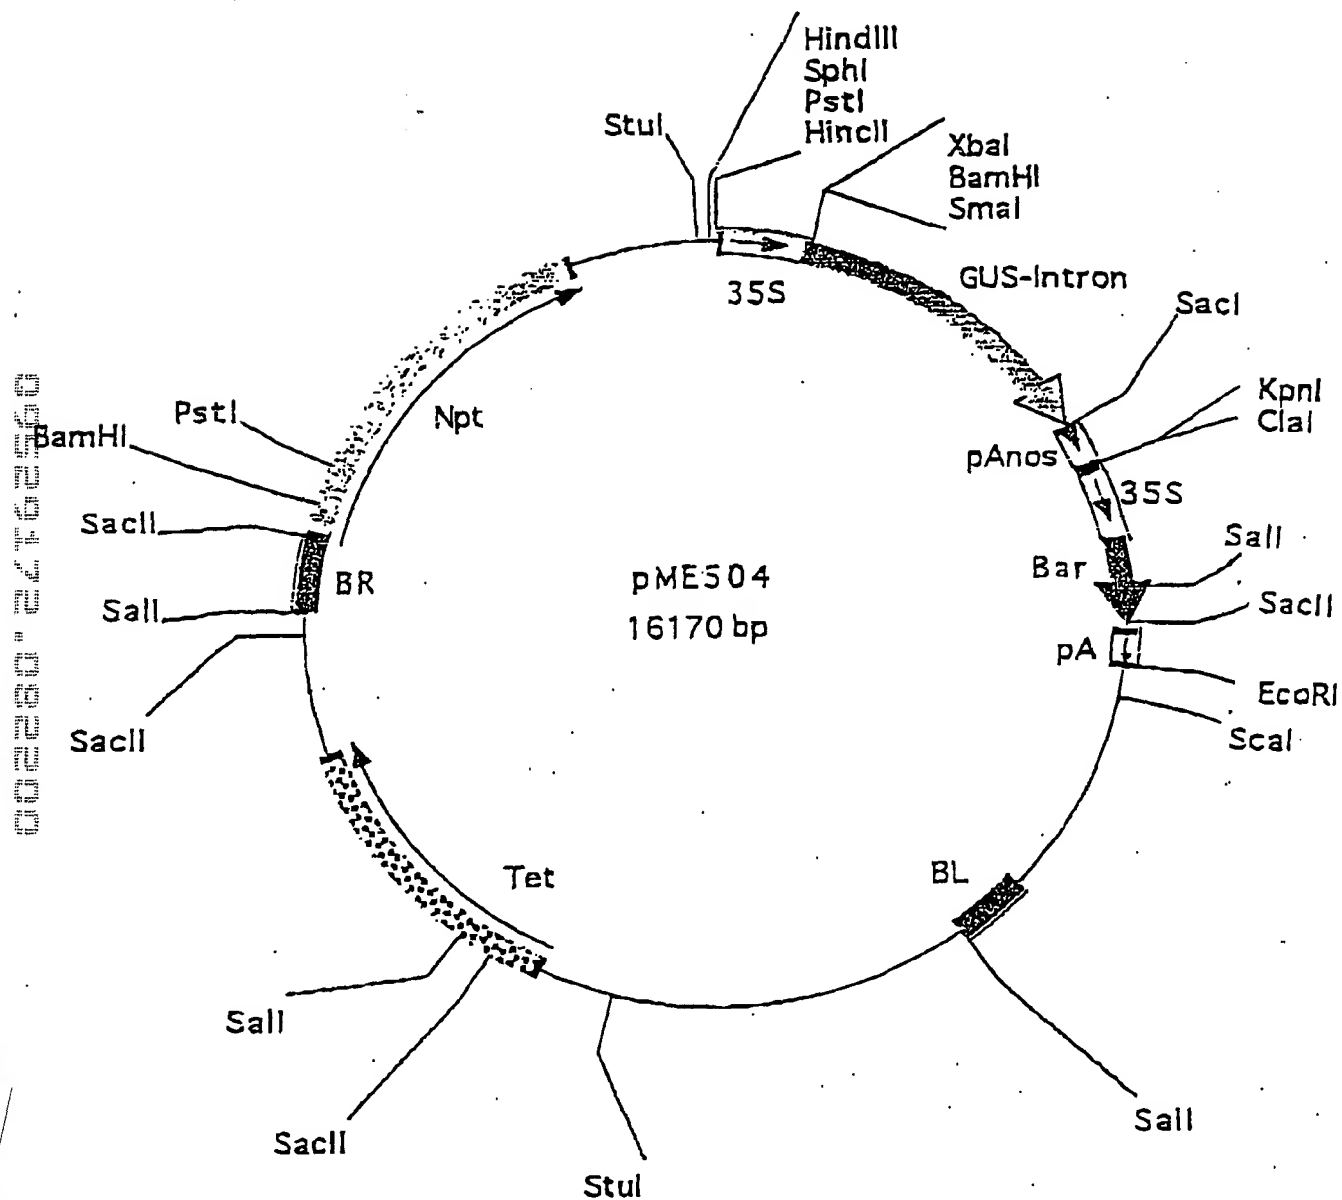 HindIII
SphI
PstI
HincII
StuI
XbaI
BamHI
SmaI
35S
GUS-Intron
SacI
KpnI
ClaI
PstI
Npt
BamHI
pAnos
35S
SacII
SalI
Bar
BR
pME504
SalI
SacII
16170 bp
pA
EcoRI
SacII
ScaI
Tet
BL
SalI
SacII
SalI
StuI